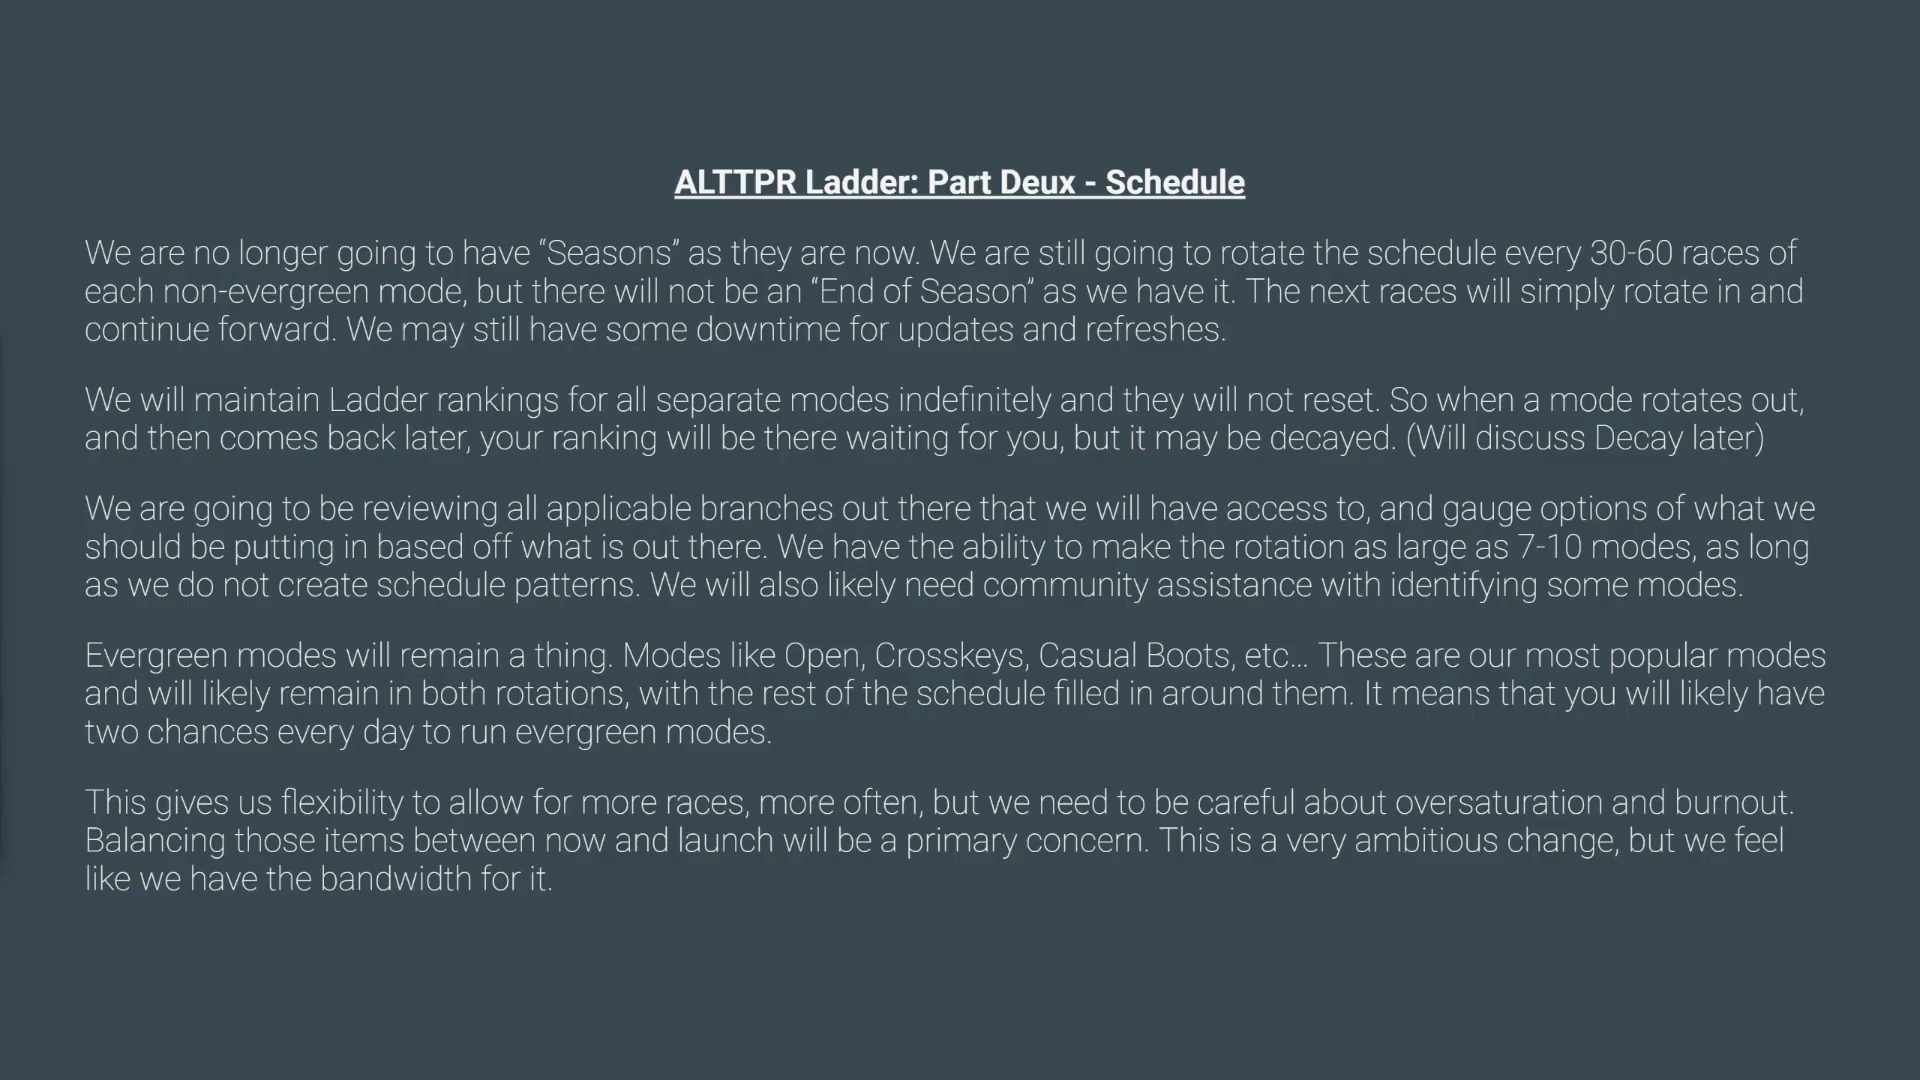 ALTTPR Ladder: Part Deux - Schedule
We are no longer going to have “Seasons” as they are now. We are still going to rotate the schedule every 30-60 races of
each non-evergreen mode, but there will not be an “End of Season” as we have it. The next races will simply rotate in and
continue forward. We may still have some downtime for updates and refreshes.
We will maintain Ladder rankings for all separate modes indefinitely and they will not reset. So when a mode rotates out,
and then comes back later, your ranking will be there waiting for you, but it may be decayed. (Will discuss Decay later)
We are going to be reviewing all applicable branches out there that we will have access to, and gauge options of what we
should be putting in based off what is out there. We have the ability to make the rotation as large as 7-10 modes, as long
as we do not create schedule patterns. We will also likely need community assistance with identifying some modes.
Evergreen modes will remain a thing. Modes like Open, Crosskeys, Casual Boots, etc... These are our most popular modes
and will likely remain in both rotations, with the rest of the schedule filled in around them. It means that you will likely have
two chances every day to run evergreen modes.
This gives us flexibility to allow for more races, more often, but we need to be careful about oversaturation and burnout.
Balancing those items between now and launch will be a primary concern. This is a very ambitious change, but we feel
like we have the bandwidth for it.